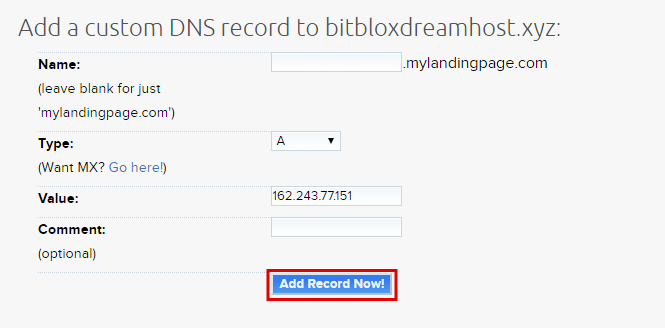 Add a custom DNS record to bitbloxdreamhost.xyz:
Name: .mylandingpage.com
(leave blank for just
'mylandingpage.com')
Type: A
(Want MX? Go here!)
Value: 162.243.77.151
Comment:
(optional)
Add Record Now!